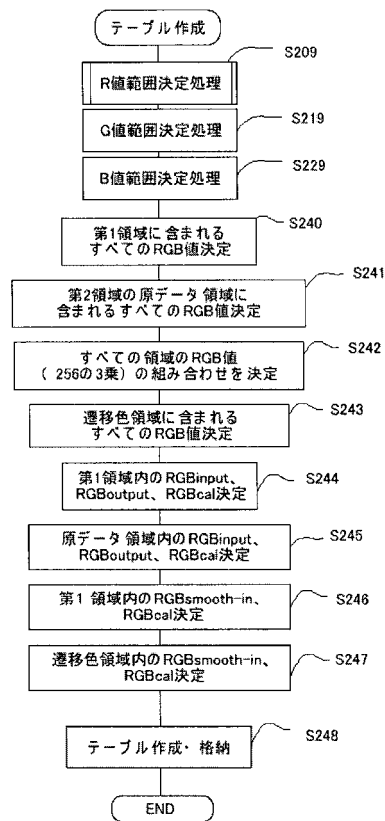 テーブル作成
S209
R値範囲決定処理
S219
G値範囲決定処理
S229
B値範囲決定処理
S240
第1領域に含まれる
すべてのRGB値決定
S241
第2領域の原データ領域に
含まれるすべてのRGB値決定
S242
すべての領域のRGB値
(256の3乗)の組み合わせを決定
S243
遷移色領域に含まれる
すべてのRGB値決定
S244
第1領域内のRGBinput、
RGBoutput、RGBcal決定
S245
原データ領域内のRGBinput、
RGBoutput、RGBcal決定
S246
第1領域内のRGBsmooth-in、
RGBcal決定
S247
遷移色領域内のRGBsmooth-in、
RGBcal決定
S248
テーブル作成・格納
END